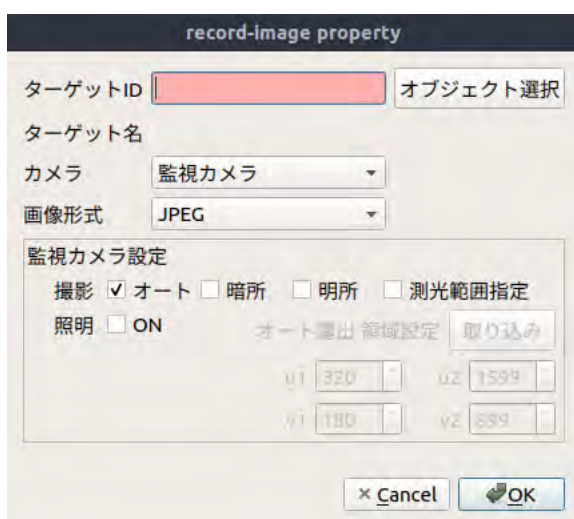 record-image property
ターゲットID オブジェクト選択
ターゲット名
カメラ 監視カメラ
画像形式 JPEG
監視カメラ設定
撮影 オート 暗所 明所 測光範囲指定
照明 ON オート露出 領域設定 取り込み
u1 320 u2 1599
v1 180 v2 899
Cancel OK